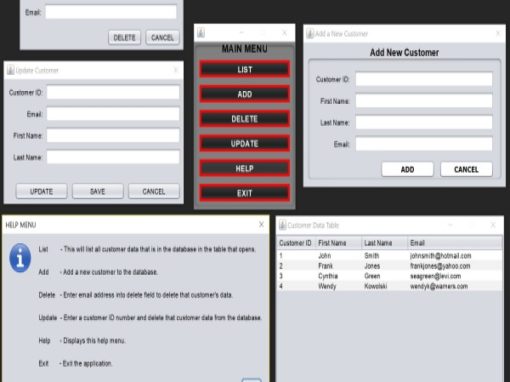 Email:
DELETE
CANCEL
Update Customer
Customer ID:
Email:
First Name:
Last Name:
UPDATE
SAVE
CANCEL
MAIN MENU
LIST
ADD
DELETE
UPDATE
HELP
EXIT
Add a New Customer
Add New Customer
Customer ID:
First Name:
Last Name:
Email:
ADD
CANCEL
HELP MENU
List - This will list all customer data that is in the database in the table that opens.
Add - Add a new customer to the database.
Delete - Enter email address into delete field to delete that customer's data.
Update - Enter a customer ID number and delete that customer data from the database.
Help - Displays this help menu.
Exit - Exit the application.
Customer Data Table
Customer ID First Name Last Name Email
1 John Smith johnsmith@hotmail.com
2 Frank Jones frankjones@yahoo.com
3 Cynthia Green seagreen@levi.com
4 Wendy Kowolski wendyk@warners.com